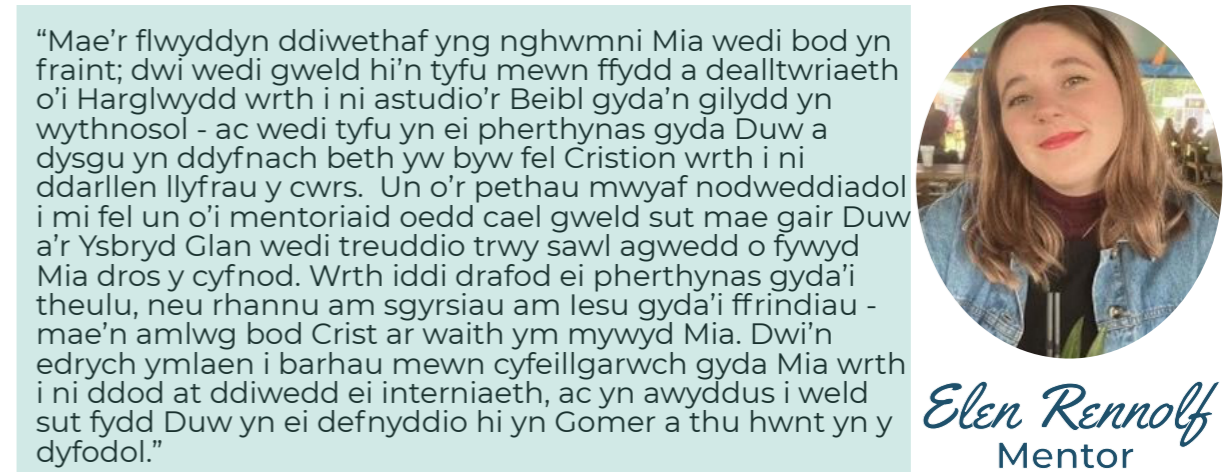 “Mae’r flwyddyn ddiwethaf yng nghwmni Mia wedi bod yn
fraint; dwi wedi gweld hi’n tyfu mewn ffydd a dealltwriaeth
o’i Harglwydd wrth i ni astudio’r Beibl gyda’n gilydd yn
wythnosol - ac wedi tyfu yn ei pherthynas gyda Duw a
dysgu yn ddyfnach beth yw byw fel Cristion wrth i ni
ddarllen llyfrau y cwrs.  Un o’r pethau mwyaf nodweddiadol
i mi fel un o’i mentoriaid oedd cael gweld sut mae gair Duw
a’r Ysbryd Glan wedi treuddio trwy sawl agwedd o fywyd
Mia dros y cyfnod. Wrth iddi drafod ei pherthynas gyda’i
theulu, neu rhannu am sgyrsiau am Iesu gyda’i ffrindiau -
mae’n amlwg bod Crist ar waith ym mywyd Mia. Dwi’n
edrych ymlaen i barhau mewn cyfeillgarwch gyda Mia wrth
i ni ddod at ddiwedd ei interniaeth, ac yn awyddus i weld
sut fydd Duw yn ei defnyddio hi yn Gomer a thu hwnt yn y
dyfodol.”
Elen Rennolf
Mentor